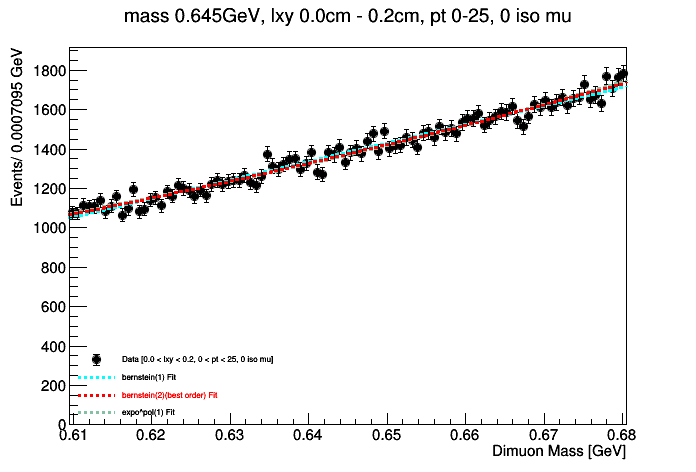 mass 0.645GeV, lxy 0.0cm - 0.2cm, pt 0-25, 0 iso mu
Events/ 0.0007095 GeV
1800
1600
1400
1200
1000
800
600
400
200
0
Data [0.0 < lxy < 0.2, 0 < pt < 25, 0 iso mu]
bernstein(1) Fit
bernstein(2)(best order) Fit
expo*pol(1) Fit
0.61 0.62 0.63 0.64 0.65 0.66 0.67 0.68
Dimuon Mass [GeV]